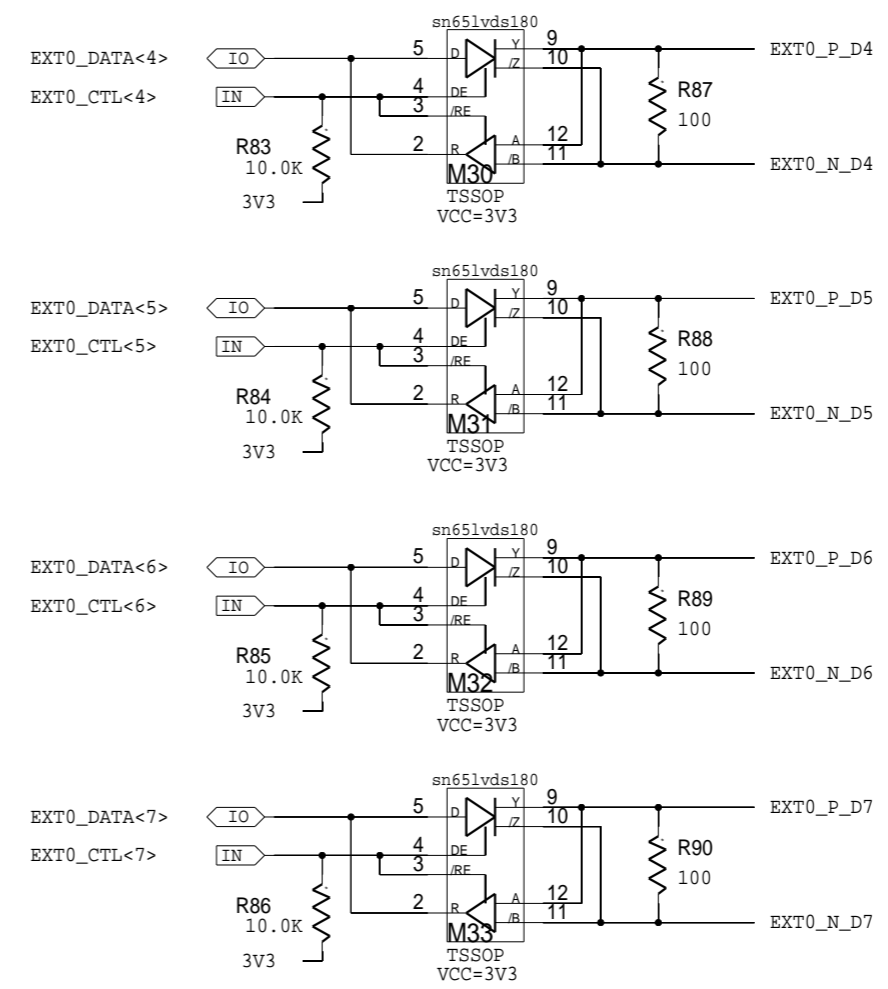 sn65lvds180
EXT0_DATA<4> IO 5 D Y 9 EXT0_P_D4
/Z 10
EXT0_CTL<4> IN 4 DE R87
3 /RE 100
R83 2 R A 12
10.0K M30 /B 11 EXT0_N_D4
3V3 TSSOP
VCC=3V3
sn65lvds180
EXT0_DATA<5> IO 5 D Y 9 EXT0_P_D5
/Z 10
EXT0_CTL<5> IN 4 DE R88
3 /RE 100
R84 2 R A 12
10.0K M31 /B 11 EXT0_N_D5
3V3 TSSOP
VCC=3V3
sn65lvds180
EXT0_DATA<6> IO 5 D Y 9 EXT0_P_D6
/Z 10
EXT0_CTL<6> IN 4 DE R89
3 /RE 100
R85 2 R A 12
10.0K M32 /B 11 EXT0_N_D6
3V3 TSSOP
VCC=3V3
sn65lvds180
EXT0_DATA<7> IO 5 D Y 9 EXT0_P_D7
/Z 10
EXT0_CTL<7> IN 4 DE R90
3 /RE 100
R86 2 R A 12
10.0K M33 /B 11 EXT0_N_D7
3V3 TSSOP
VCC=3V3